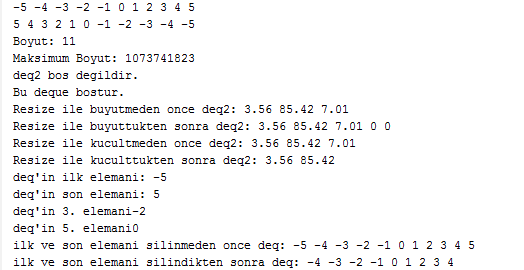 -5 -4 -3 -2 -1 0 1 2 3 4 5
5 4 3 2 1 0 -1 -2 -3 -4 -5
Boyut: 11
Maksimum Boyut: 1073741823
deq2 bos degildir.
Bu deque bostur.
Resize ile buyutmeden once deq2: 3.56 85.42 7.01
Resize ile buyuttukten sonra deq2: 3.56 85.42 7.01 0 0
Resize ile kucultmeden once deq2: 3.56 85.42 7.01
Resize ile kuculttukten sonra deq2: 3.56 85.42
deq'in ilk elemani: -5
deq'in son elemani: 5
deq'in 3. elemani-2
deq'in 5. elemani0
ilk ve son elemani silinmeden once deq: -5 -4 -3 -2 -1 0 1 2 3 4 5
ilk ve son elemani silindikten sonra deq: -4 -3 -2 -1 0 1 2 3 4